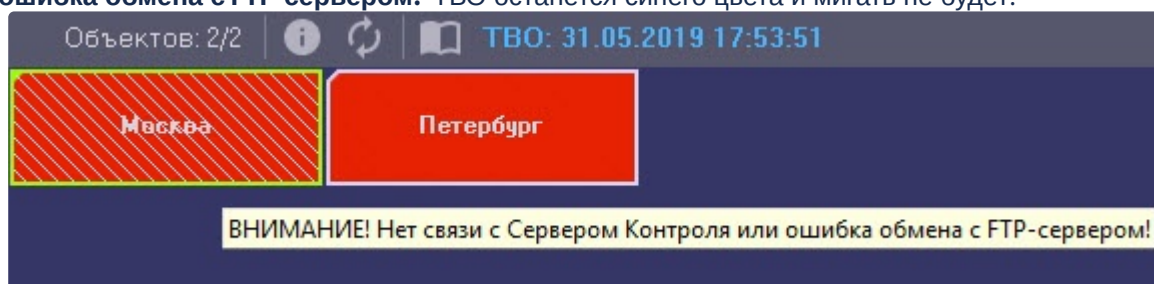 ошибка обмена с FTP-сервером! ТВО останется синего цвета и мигать не будет.
Объектов: 2/2 ТВО: 31.05.2019 17:53:51
Москва Петербург
ВНИМАНИЕ! Нет связи с Сервером Контроля или ошибка обмена с FTP-сервером!